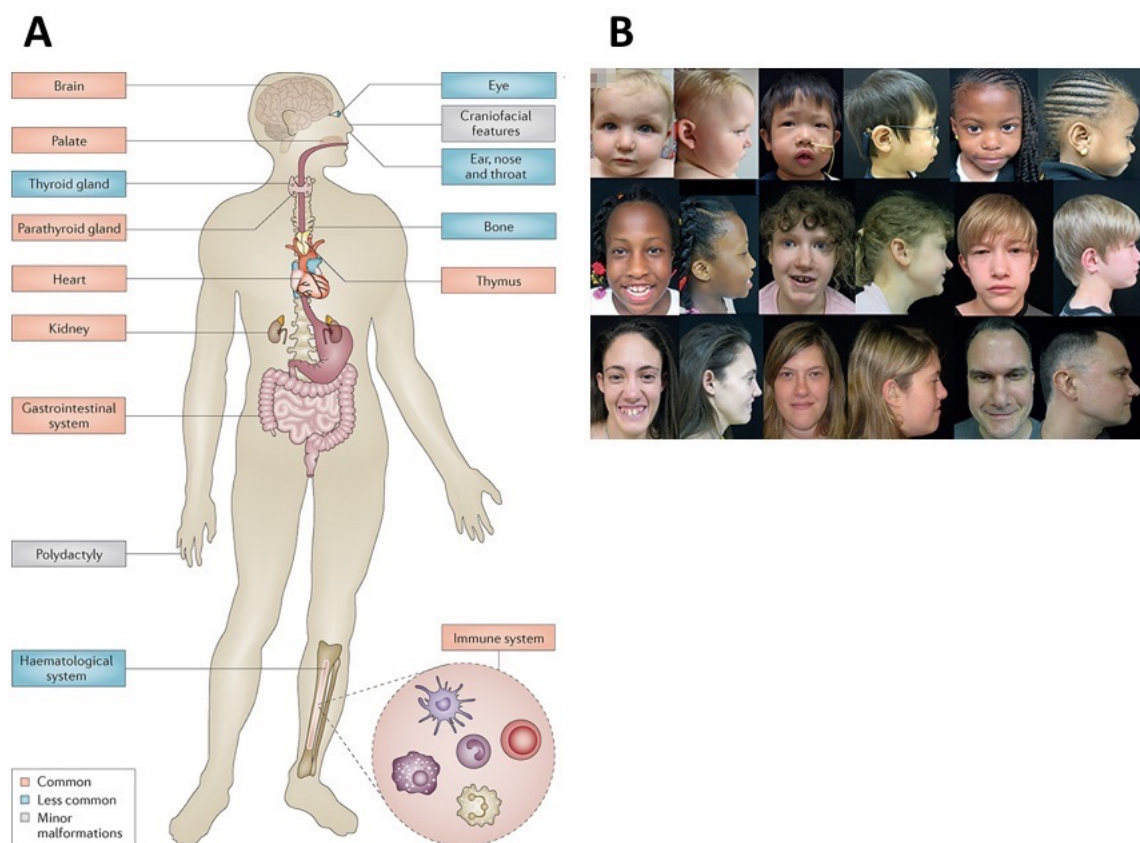 A
B
Brain
Palate
Thyroid gland
Parathyroid gland
Heart
Kidney
Gastrointestinal
system
Polydactyly
Haematological
system
Eye
Craniofacial
features
Ear, nose
and throat
Bone
Thymus
Immune system
Common
Less common
Minor
malformations